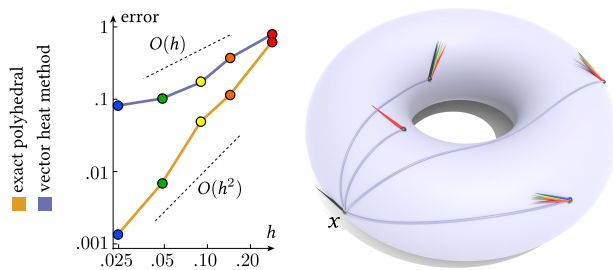 exact polyhedral
vector heat method
error
1
.1
.01
.001
O(h)
O(h²)
.025 .05 .10 .20
h
x